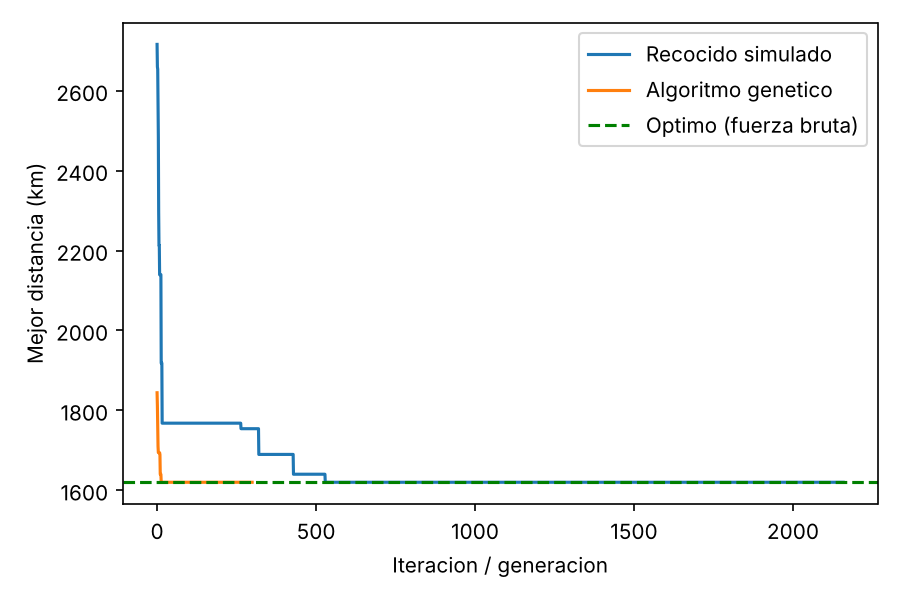 Recocido simulado
Algoritmo genetico
Optimo (fuerza bruta)
Mejor distancia (km)
2600
2400
2200
2000
1800
1600
0 500 1000 1500 2000
Iteracion / generacion